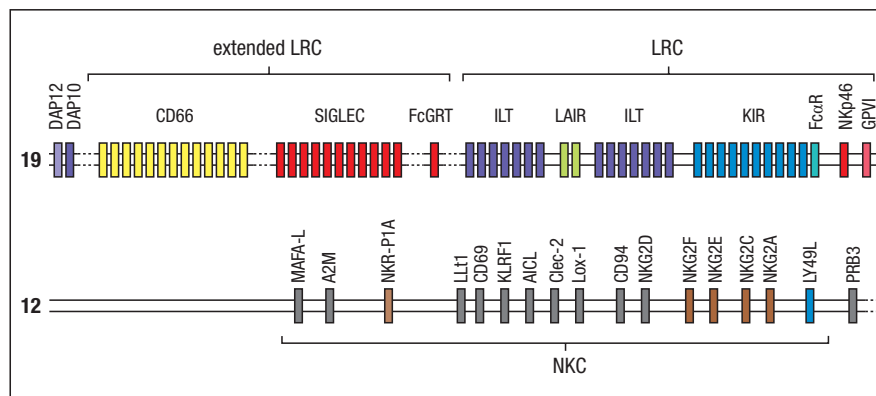 extended LRC LRC
DAP12 DAP10 CD66 SIGLEC FcGRT ILT LAIR ILT KIR FcαR NKp46 GPVI
19
MAFA-L A2M NKR-P1A LLt1 CD69 KLRF1 AICL Clec-2 Lox-1 CD94 NKG2D NKG2F NKG2E NKG2C NKG2A LY49L PRB3
12
NKC